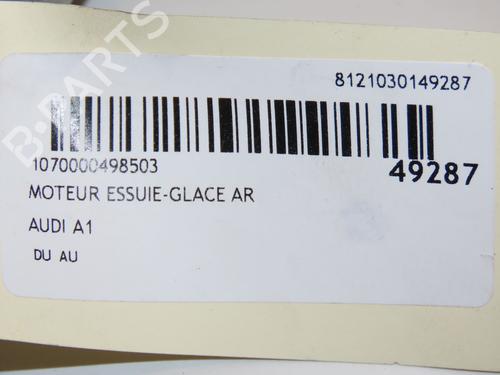 8121030149287
1070000498503
49287
MOTEUR ESSUIE-GLACE AR
AUDI A1
DU AU
B-PARTS